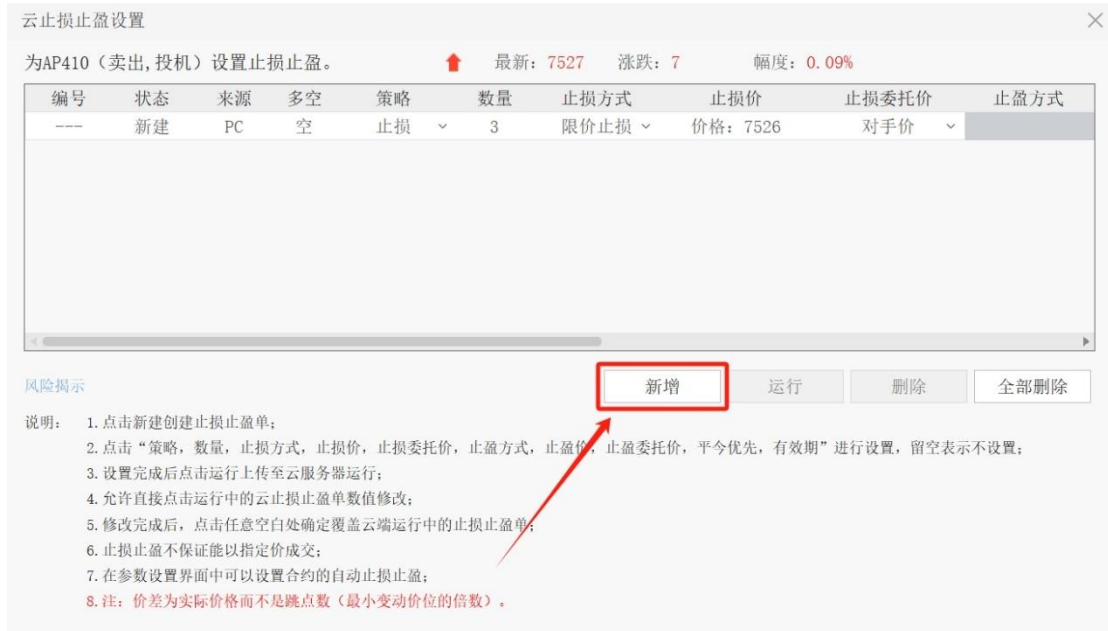 云止损止盈设置
为AP410（卖出,投机）设置止损止盈。 最新: 7527 涨跌: 7 幅度: 0.09%
编号 状态 来源 多空 策略 数量 止损方式 止损价 止损委托价 止盈方式
--- 新建 PC 空 止损 3 限价止损 价格: 7526 对手价
风险揭示 新增 运行 删除 全部删除
说明: 1.点击新建创建止损止盈单;
2.点击“策略, 数量, 止损方式, 止损价, 止损委托价, 止盈方式, 止盈价, 止盈委托价, 平今优先, 有效期”进行设置, 留空表示不设置;
3.设置完成后点击运行上传至云服务器运行;
4.允许直接点击运行中的云止损止盈单数值修改;
5.修改完成后, 点击任意空白处确定覆盖云端运行中的止损止盈单;
6.止损止盈不保证能以指定价成交;
7.在参数设置界面中可以设置合约的自动止损止盈;
8.注: 价差为实际价格而不是跳点数（最小变动价位的倍数）。